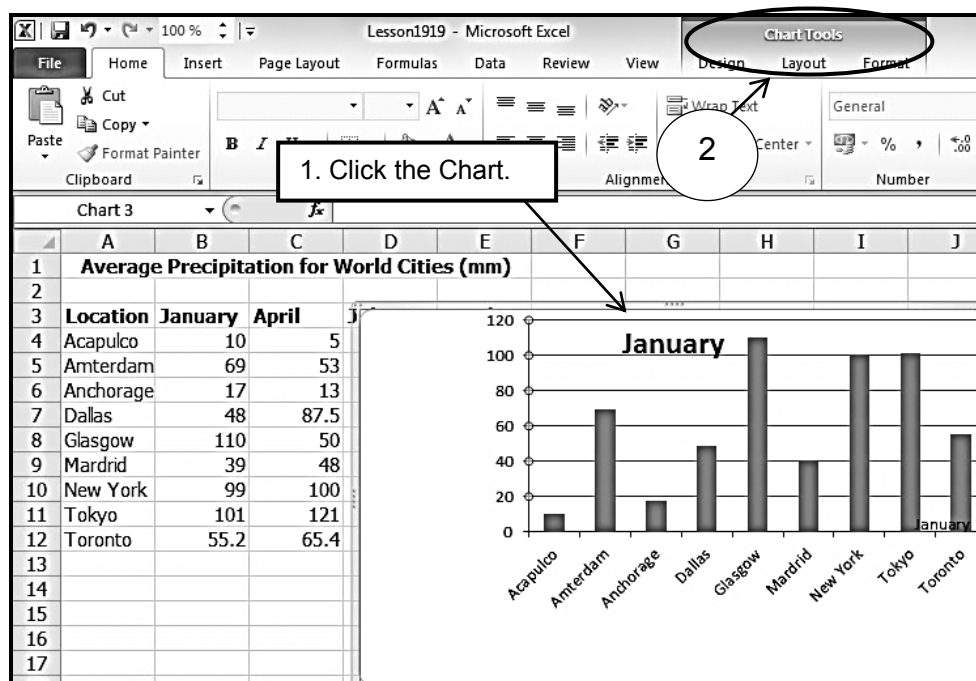 100 %
Lesson1919 - Microsoft Excel
Chart Tools
File Home Insert Page Layout Formulas Data Review View Design Layout Format
Paste
Cut
Copy
Format Painter
Clipboard
B I
A A
Wrap Text
Center
Alignment
General
% ,
Number
1. Click the Chart.
2
Chart 3
fx
A B C D E F G H I J
1 Average Precipitation for World Cities (mm)
2
3 Location January April
4 Acapulco 10 5
5 Amterdam 69 53
6 Anchorage 17 13
7 Dallas 48 87.5
8 Glasgow 110 50
9 Mardrid 39 48
10 New York 99 100
11 Tokyo 101 121
12 Toronto 55.2 65.4
13
14
15
16
17
January
120
100
80
60
40
20
0
January
Acapulco Amterdam Anchorage Dallas Glasgow Mardrid New York Tokyo Toronto